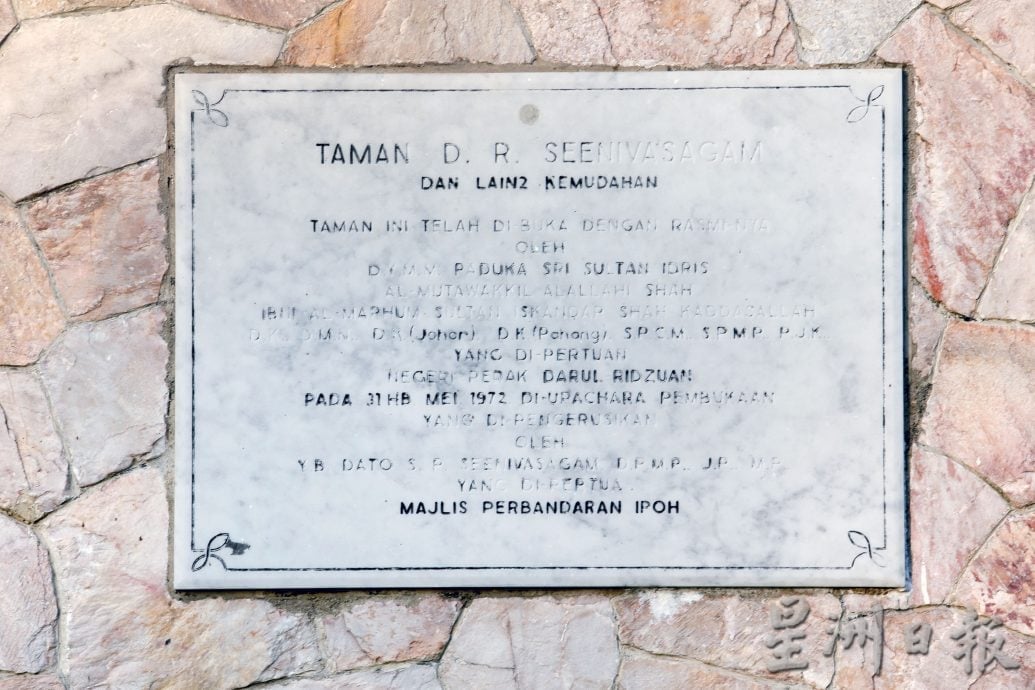 TAMAN D. R. SEENIVASAGAM
DAN LAIN2 KEMUDAHAN
TAMAN INI TELAH DI-BUKA DENGAN RASMINYA
OLEH
D.Y.M.M. PADUKA SRI SULTAN IDRIS
AL-MUTAWAKKIL ALALLAHI SHAH
IBNI AL-MARHUM SULTAN ISKANDAR SHAH KADDASALLAH
D.K., D.M.N., D.K.(Johor), D.K.(Pahang), S.P.C.M., S.P.M.P., P.J.K.,
YANG DI-PERTUAN
NEGERI PERAK DARUL RIDZUAN
PADA 31HB MEI 1972 DI-UPACHARA PEMBUKAAN
YANG DI-PENGERUSIKAN
OLEH
Y.B. DATO S. P. SEENIVASAGAM, D.P.M.P., J.P., M.P.
YANG DI-PERTUA
MAJLIS PERBANDARAN IPOH
星洲日報